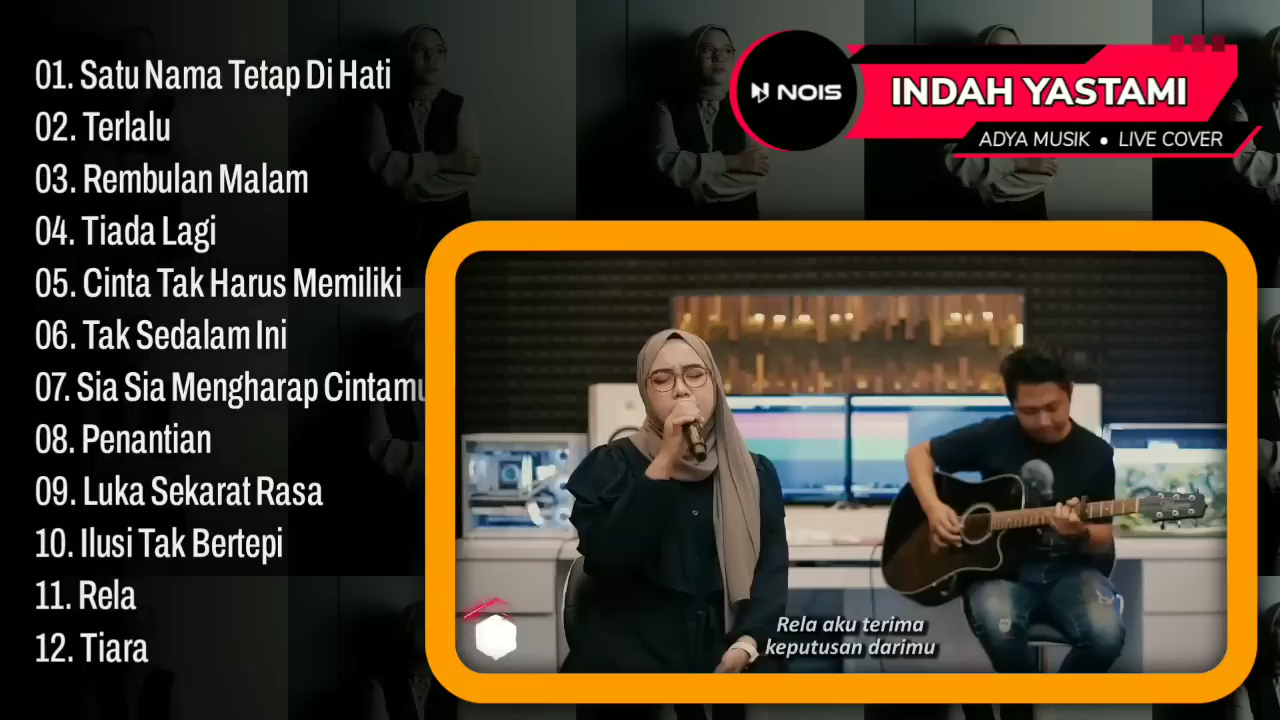 01. Satu Nama Tetap Di Hati
02. Terlalu
03. Rembulan Malam
04. Tiada Lagi
05. Cinta Tak Harus Memiliki
06. Tak Sedalam Ini
07. Sia Sia Mengharap Cintamu
08. Penantian
09. Luka Sekarat Rasa
10. Ilusi Tak Bertepi
11. Rela
12. Tiara
NOIS
INDAH YASTAMI
ADYA MUSIK • LIVE COVER
Rela aku terima
keputusan darimu